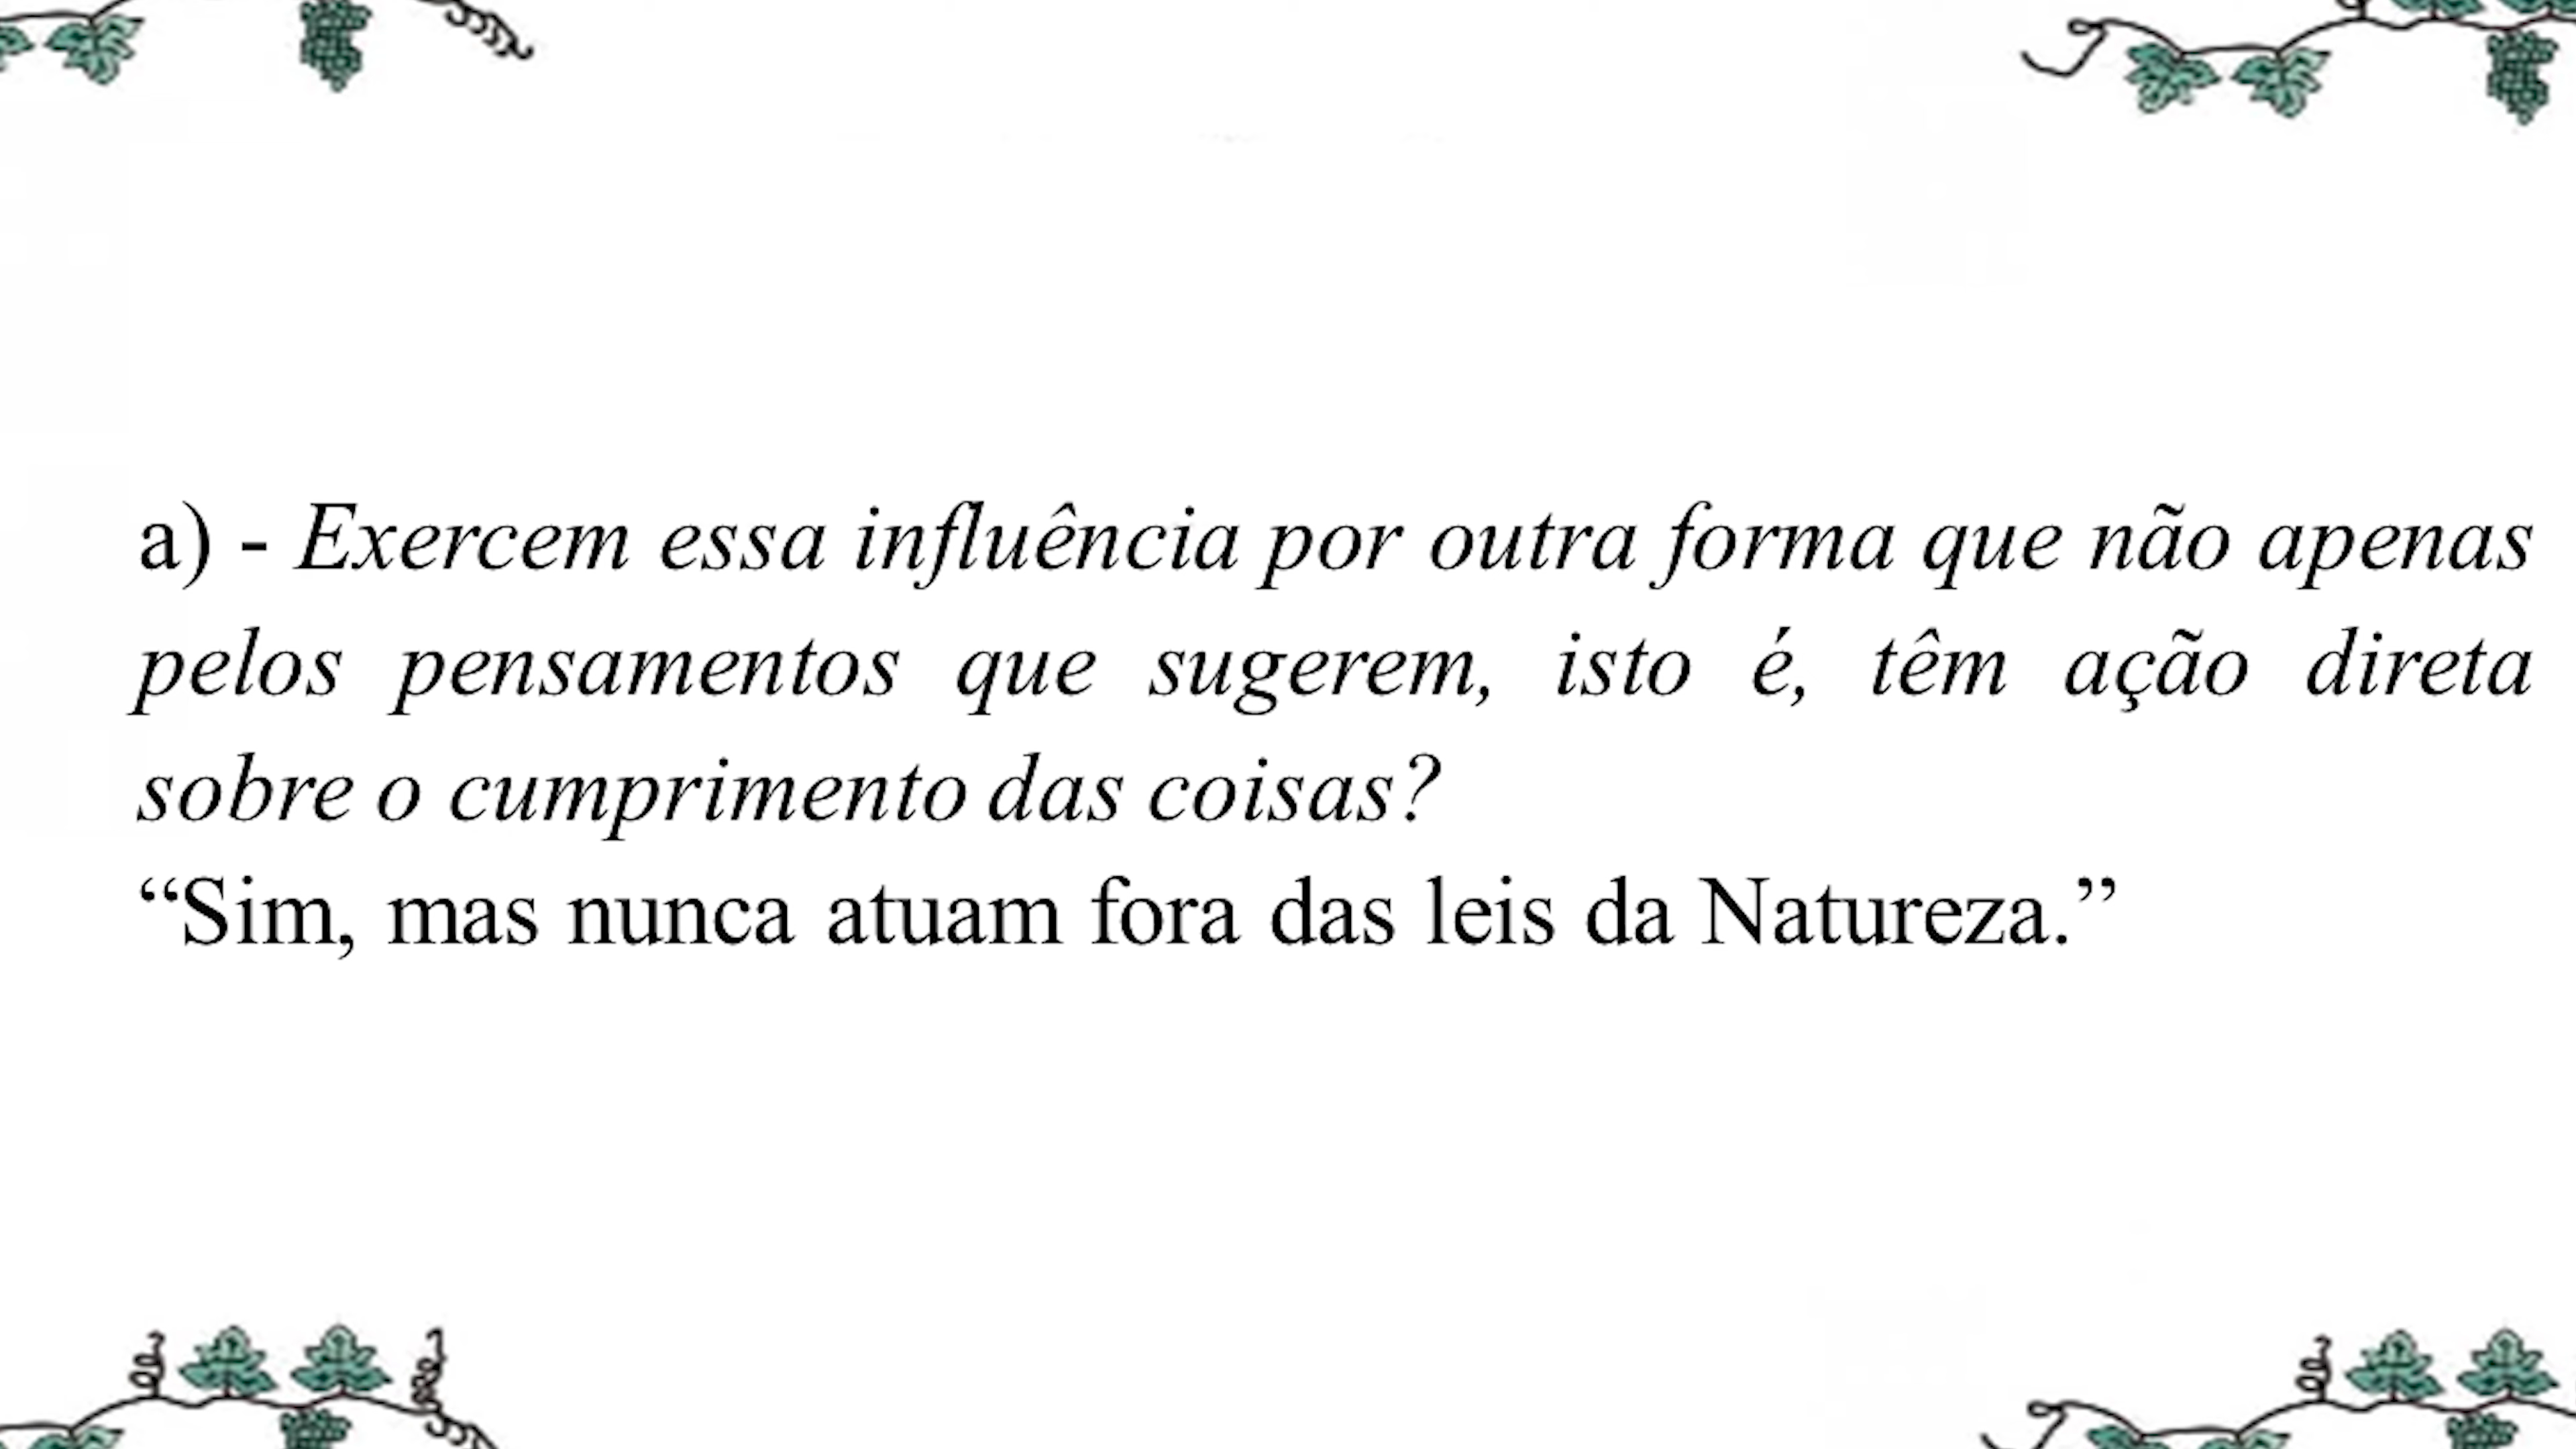 a) - Exercem essa influência por outra forma que não apenas
pelos pensamentos que sugerem, isto é, têm ação direta
sobre o cumprimento das coisas?
“Sim, mas nunca atuam fora das leis da Natureza.”